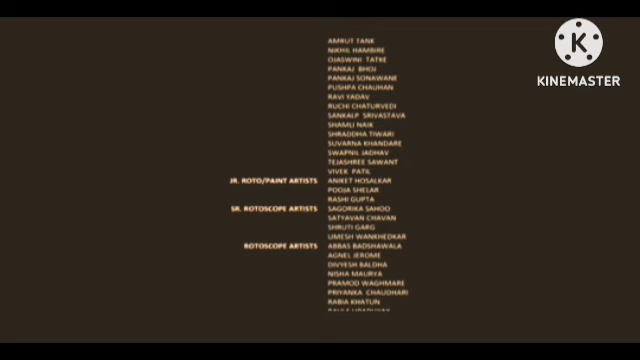 AMRUT TANK
NIKHIL HAMBIRE
OJASWINI TATKE
PANKAJ BHOJ
PANKAJ SONAWANE
PUSHPA CHAUHAN
RAVI YADAV
RUCHI CHATURVEDI
SANKALP SRIVASTAVA
SHAMLI NAIK
SHRADDHA TIWARI
SUVARNA KHANDARE
SWAPNIL JADHAV
TEJASHREE SAWANT
VIVEK PATIL
JR. ROTO/PAINT ARTISTS ANIKET HOSALKAR
POOJA SHELAR
RASHI GUPTA
SR. ROTOSCOPE ARTISTS SAGORIKA SAHOO
SATYAVAN CHAVAN
SHRUTI GARG
UMESH WANKHEDKAR
ROTOSCOPE ARTISTS ABBAS BADSHAWALA
AGNEL JEROME
DIVYESH BALDHA
NISHA MAURYA
PRAMOD WAGHMARE
PRIYANKA CHAUDHARI
RABIA KHATUN
K
KINEMASTER